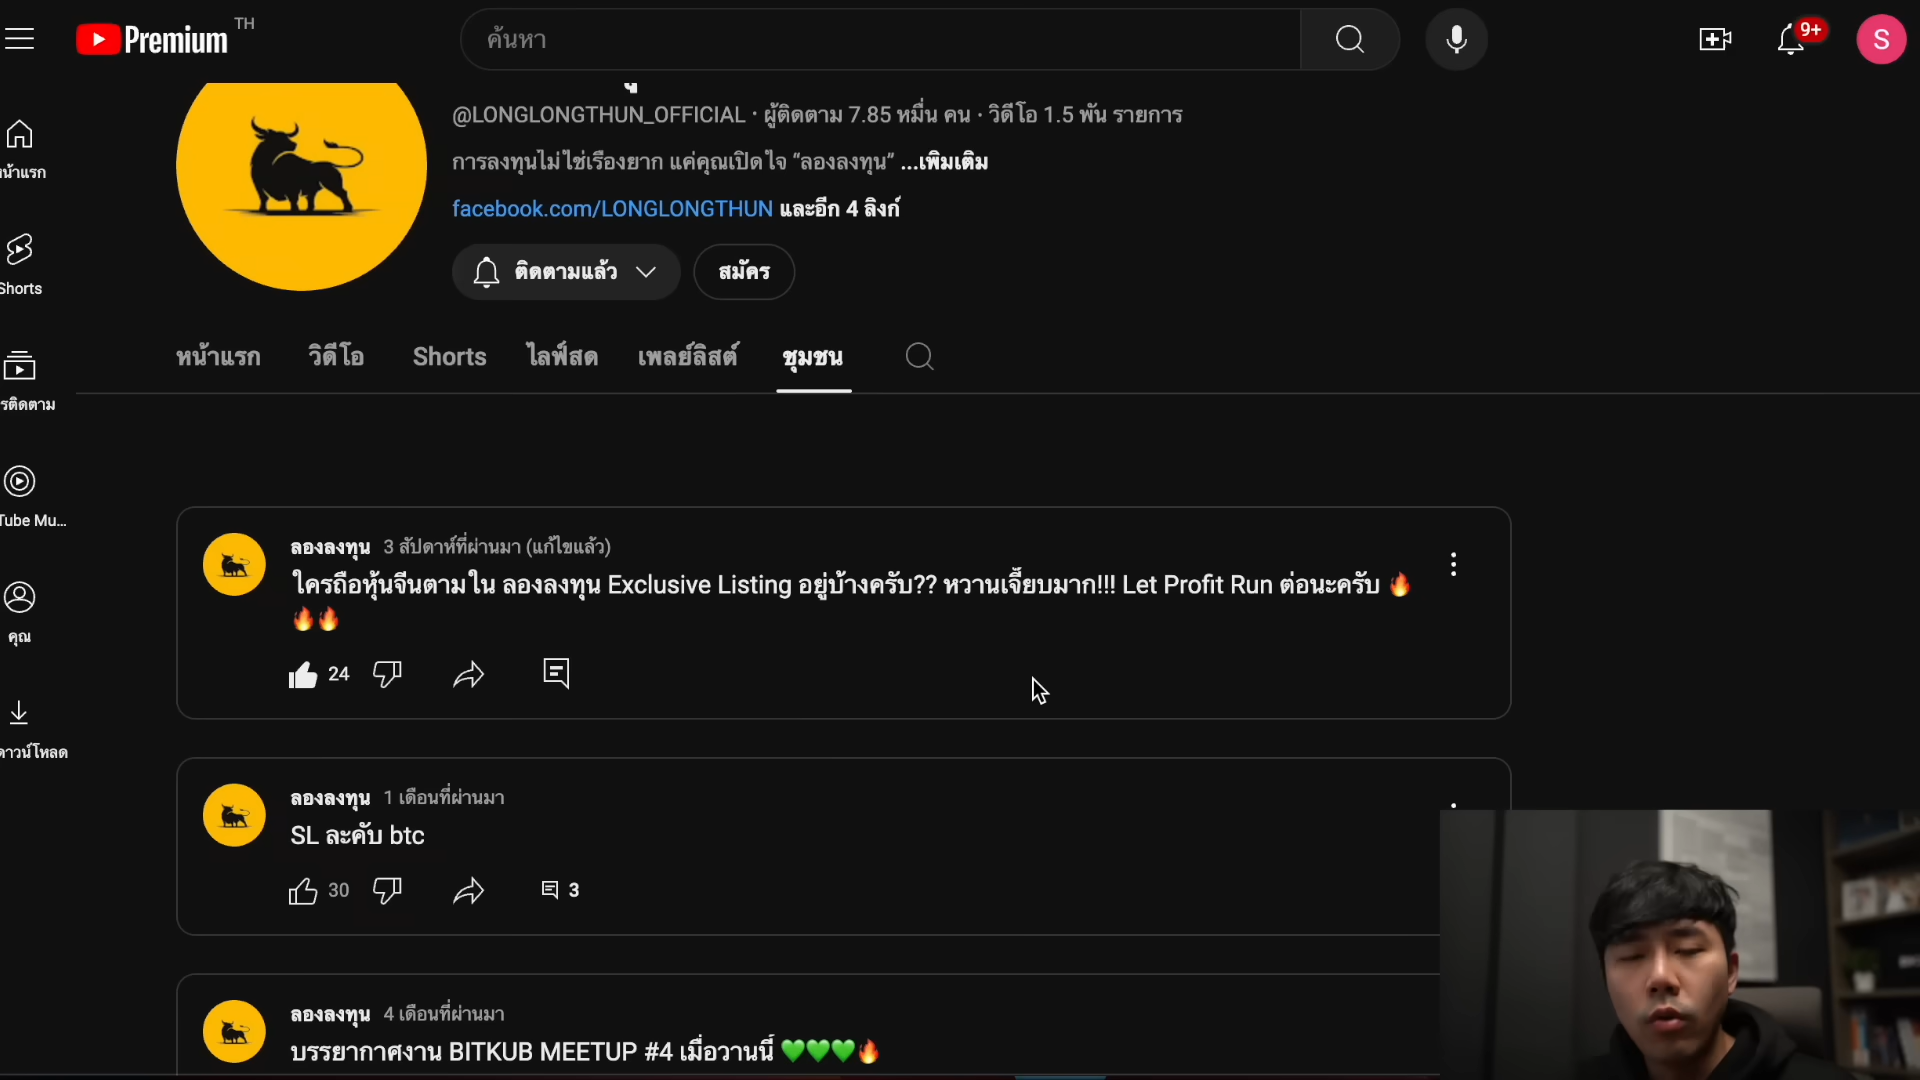 Premium TH
ค้นหา
9+
S
@LONGLONGTHUN_OFFICIAL · ผู้ติดตาม 7.85 หมื่น คน · วิดีโอ 1.5 พัน รายการ
การลงทุนไม่ใช่เรื่องยาก แค่คุณเปิดใจ “ลองลงทุน” ...เพิ่มเติม
facebook.com/LONGLONGTHUN และอีก 4 ลิงก์
ติดตามแล้ว
สมัคร
หน้าแรก วิดีโอ Shorts ไลฟ์สด เพลย์ลิสต์ ชุมชน
น้าแรก
Shorts
รติดตาม
Tube Mu...
คุณ
ดาวน์โหลด
ลองลงทุน 3 สัปดาห์ที่ผ่านมา (แก้ไขแล้ว)
ใครถือหุ้นจีนตามใน ลองลงทุน Exclusive Listing อยู่บ้างครับ?? หวานเจี๊ยบมาก!!! Let Profit Run ต่อนะครับ 🔥
🔥🔥
24
ลองลงทุน 1 เดือนที่ผ่านมา
SL ละคับ btc
30
3
ลองลงทุน 4 เดือนที่ผ่านมา
บรรยากาศงาน BITKUB MEETUP #4 เมื่อวานนี้ 💚💚💚🔥